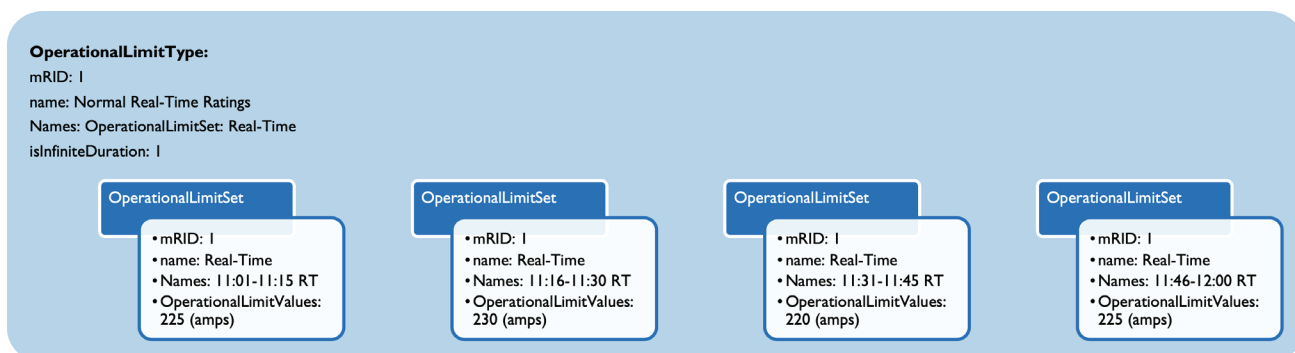 OperationalLimitType:
mRID: 1
name: Normal Real-Time Ratings
Names: OperationalLimitSet: Real-Time
isInfiniteDuration: 1
OperationalLimitSet
•mRID: 1
•name: Real-Time
•Names: 11:01-11:15 RT
•OperationalLimitValues:
225 (amps)
OperationalLimitSet
•mRID: 1
•name: Real-Time
•Names: 11:16-11:30 RT
•OperationalLimitValues:
230 (amps)
OperationalLimitSet
•mRID: 1
•name: Real-Time
•Names: 11:31-11:45 RT
•OperationalLimitValues:
220 (amps)
OperationalLimitSet
•mRID: 1
•name: Real-Time
•Names: 11:46-12:00 RT
•OperationalLimitValues:
225 (amps)